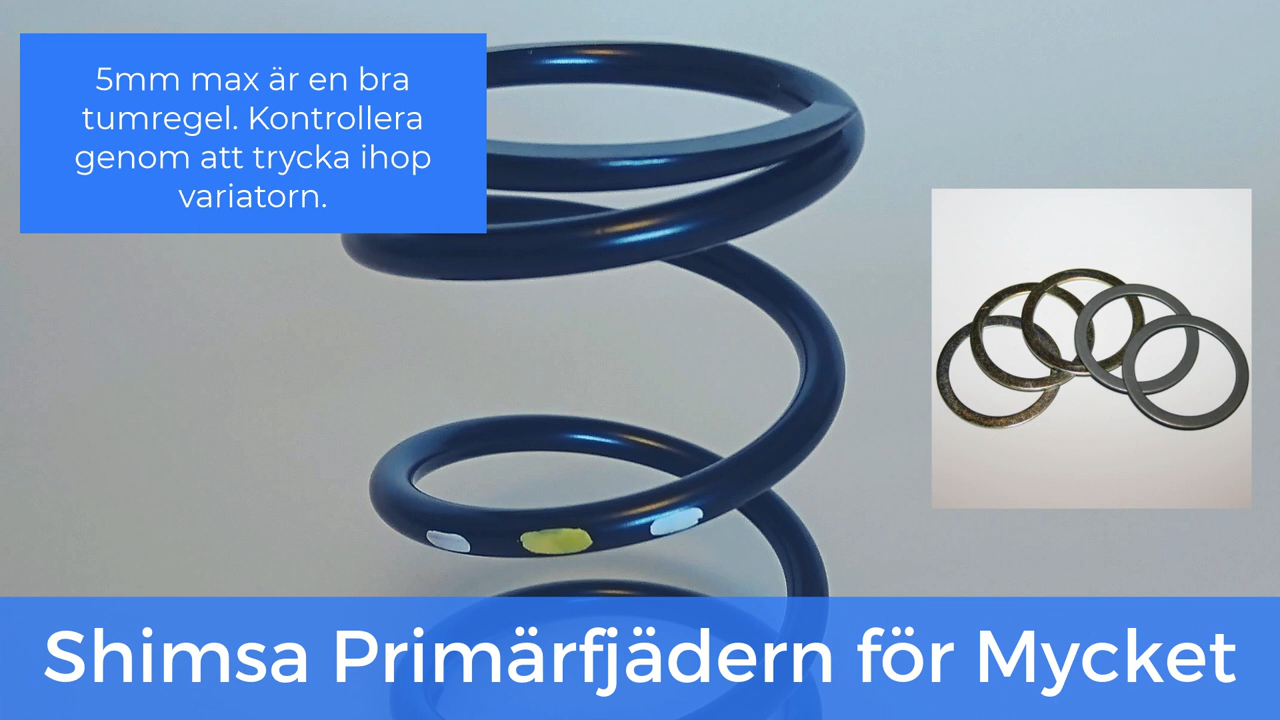 5mm max är en bra
tumregel. Kontrollera
genom att trycka ihop
variatorn.
Shimsa Primärfjädern för Mycket